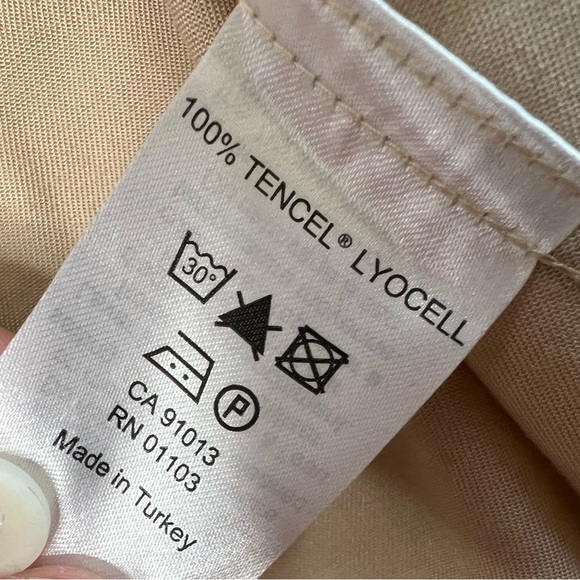 100% TENCEL® LYOCELL
30°
P
CA 91013
RN 01103
Made in Turkey